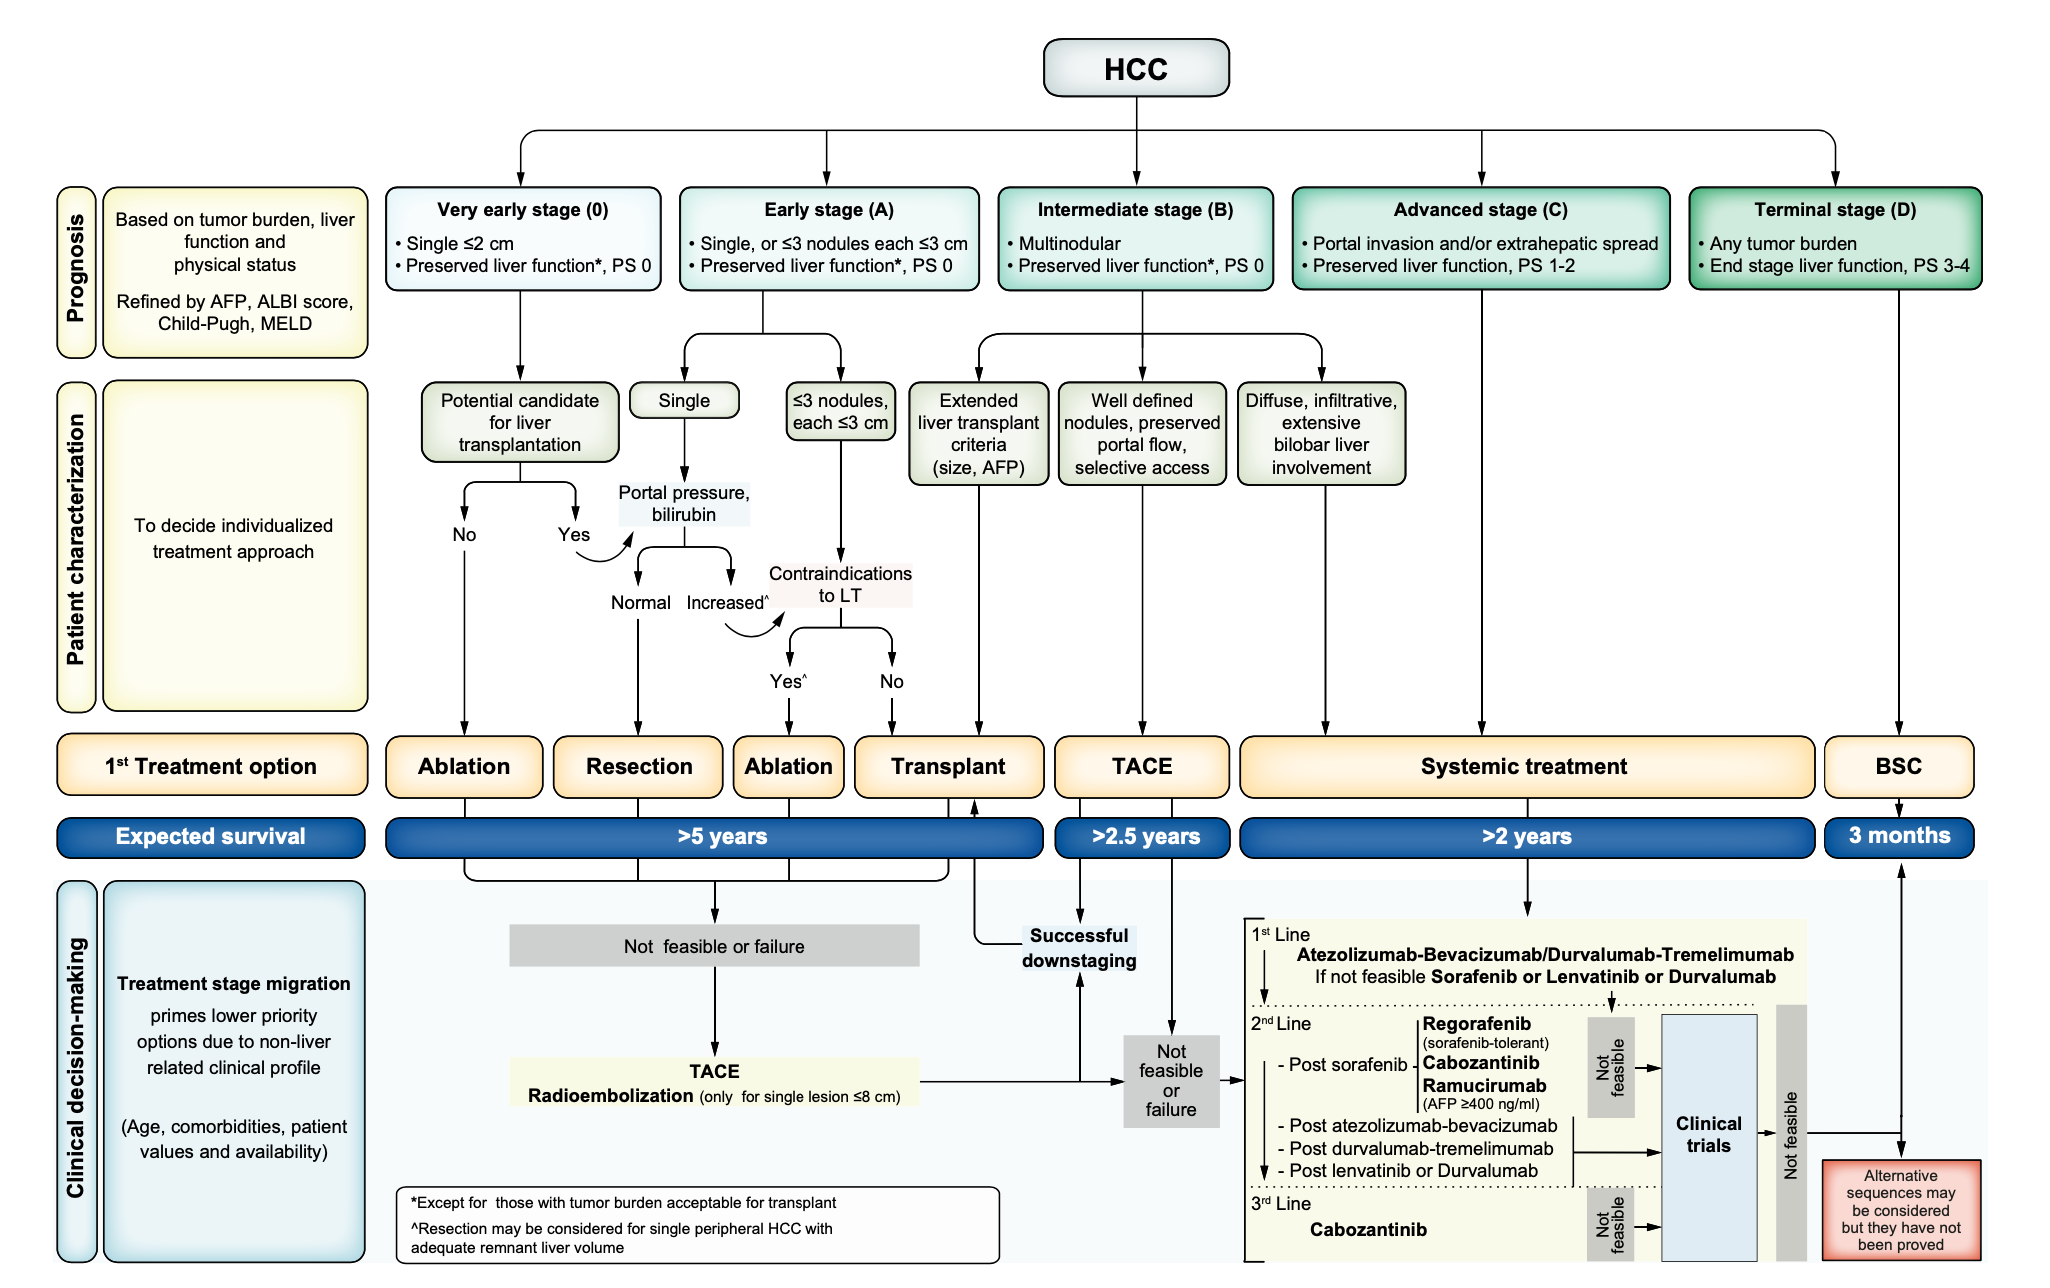 HCC
Prognosis
Based on tumor burden, liver
function and
physical status
Refined by AFP, ALBI score,
Child-Pugh, MELD
Very early stage (0)
• Single ≤2 cm
• Preserved liver function*, PS 0
Early stage (A)
• Single, or ≤3 nodules each ≤3 cm
• Preserved liver function*, PS 0
Intermediate stage (B)
• Multinodular
• Preserved liver function*, PS 0
Advanced stage (C)
• Portal invasion and/or extrahepatic spread
• Preserved liver function, PS 1-2
Terminal stage (D)
• Any tumor burden
• End stage liver function, PS 3-4
Patient characterization
To decide individualized
treatment approach
Potential candidate
for liver
transplantation
No
Yes
Single
Portal pressure,
bilirubin
Normal
Increased^
≤3 nodules,
each ≤3 cm
Contraindications
to LT
Yes^
No
Extended
liver transplant
criteria
(size, AFP)
Well defined
nodules, preserved
portal flow,
selective access
Diffuse, infiltrative,
extensive
bilobar liver
involvement
1st Treatment option
Ablation
Resection
Ablation
Transplant
TACE
Systemic treatment
BSC
Expected survival
>5 years
>2.5 years
>2 years
3 months
Clinical decision-making
Treatment stage migration
primes lower priority
options due to non-liver
related clinical profile
(Age, comorbidities, patient
values and availability)
Not feasible or failure
TACE
Radioembolization (only for single lesion ≤8 cm)
Successful
downstaging
Not
feasible
or
failure
1st Line
Atezolizumab-Bevacizumab/Durvalumab-Tremelimumab
If not feasible Sorafenib or Lenvatinib or Durvalumab
2nd Line
- Post sorafenib
Regorafenib
(sorafenib-tolerant)
Cabozantinib
Ramucirumab
(AFP ≥400 ng/ml)
- Post atezolizumab-bevacizumab
- Post durvalumab-tremelimumab
- Post lenvatinib or Durvalumab
Not
feasible
3rd Line
Cabozantinib
Not
feasible
Clinical
trials
Not feasible
Alternative
sequences may
be considered
but they have not
been proved
*Except for those with tumor burden acceptable for transplant
^Resection may be considered for single peripheral HCC with
adequate remnant liver volume